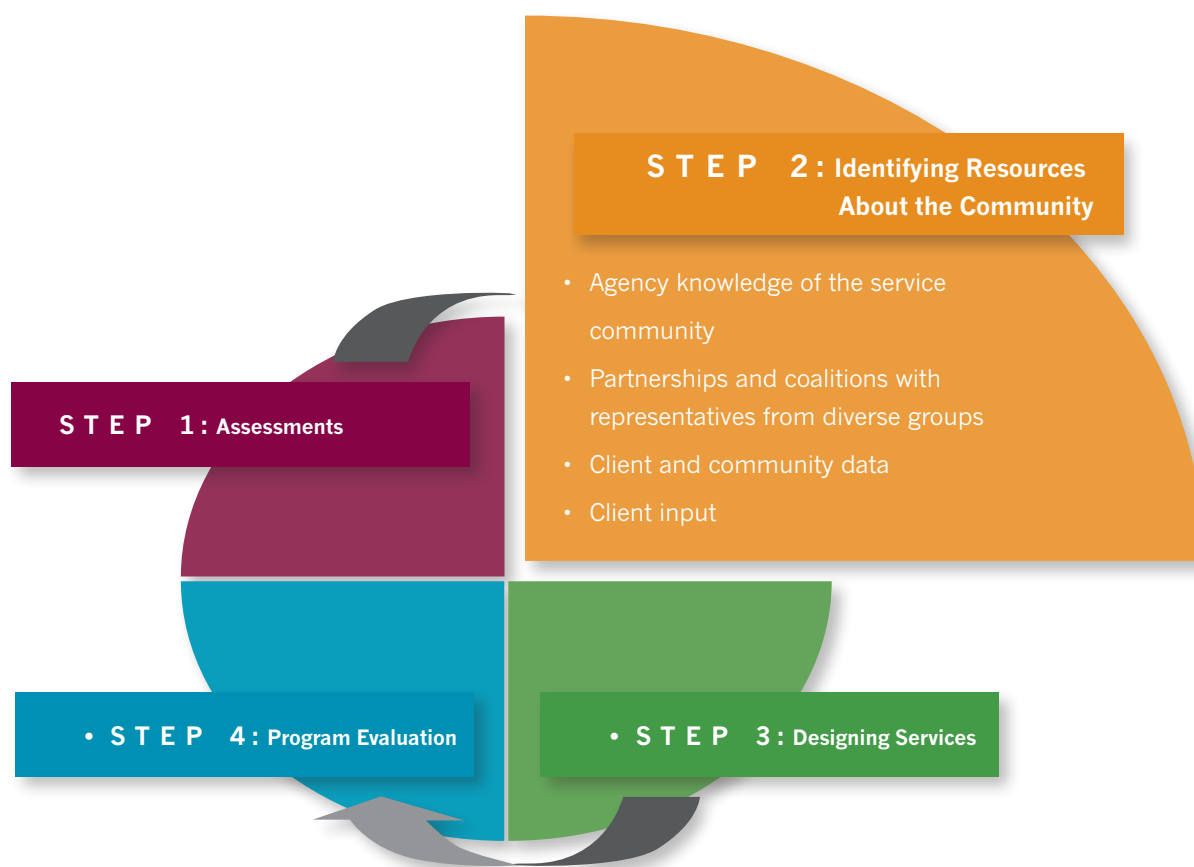 STEP 2: Identifying Resources
About the Community
• Agency knowledge of the service
community
• Partnerships and coalitions with
representatives from diverse groups
• Client and community data
• Client input
STEP 1: Assessments
• STEP 4: Program Evaluation
• STEP 3: Designing Services